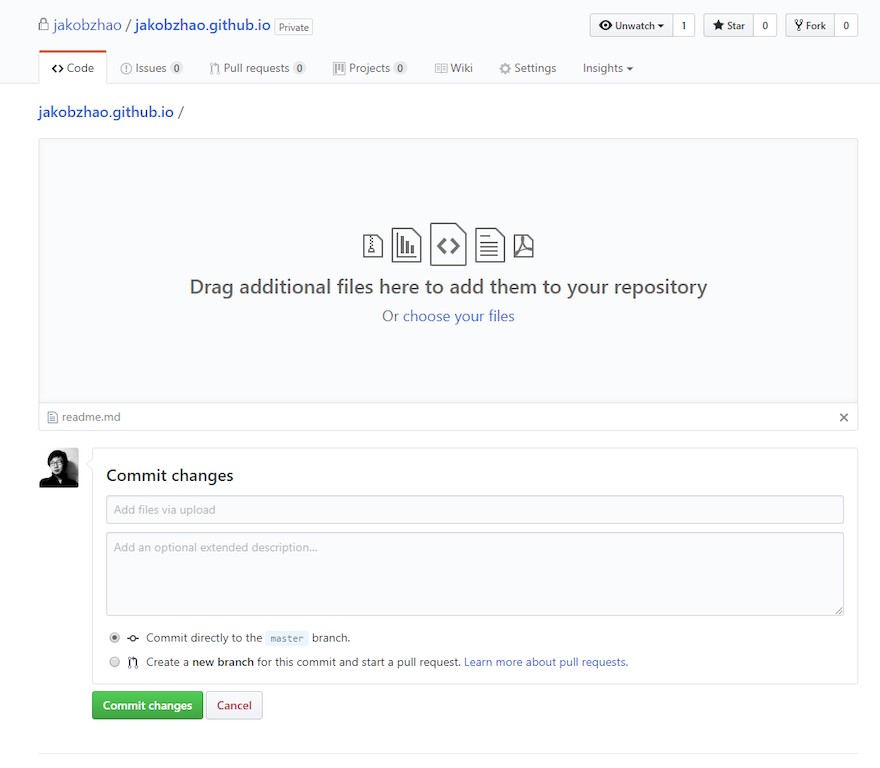 jakobzhao / jakobzhao.github.io Private Unwatch 1 Star 0 Fork 0
Code Issues 0 Pull requests 0 Projects 0 Wiki Settings Insights
jakobzhao.github.io /
Drag additional files here to add them to your repository
Or choose your files
readme.md
Commit changes
Add files via upload
Add an optional extended description...
Commit directly to the master branch.
Create a new branch for this commit and start a pull request. Learn more about pull requests.
Commit changes Cancel